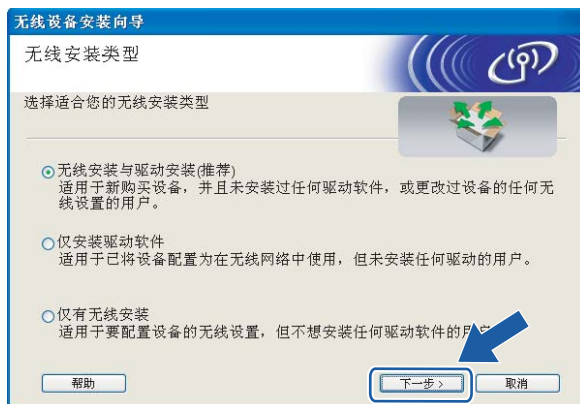 无线设备安装向导
无线安装类型
选择适合您的无线安装类型
无线安装与驱动安装(推荐)
适用于新购买设备，并且未安装过任何驱动软件，或更改过设备的任何无
线设置的用户。
仅安装驱动软件
适用于已将设备配置为在无线网络中使用，但未安装任何驱动的用户。
仅有无线安装
适用于要配置设备的无线设置，但不想安装任何驱动软件的用户
帮助
下一步 >
取消